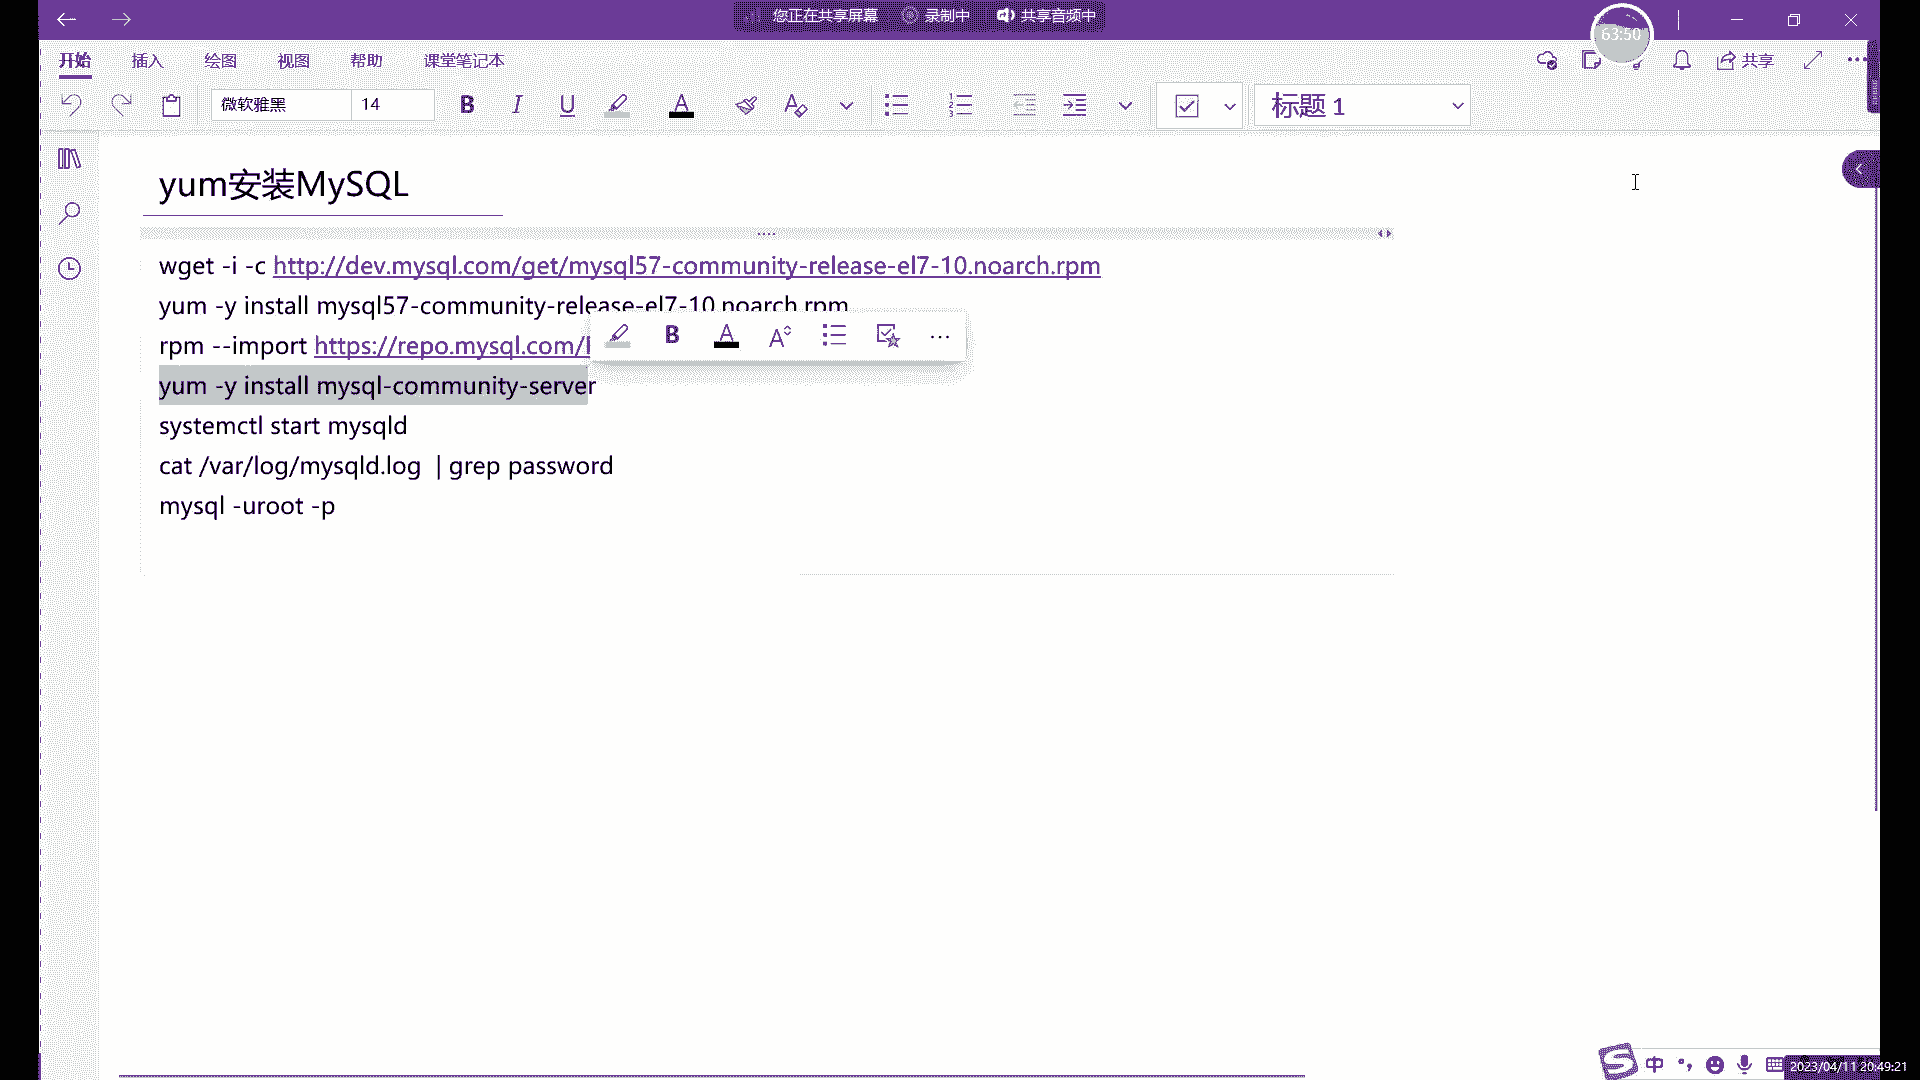 您正在共享屏幕 录制中 共享音频中
63:50
开始 插入 绘图 视图 帮助 课堂笔记本
共享
微软雅黑 14 B I U A 标题 1
yum安装MySQL
wget -i -c http://dev.mysql.com/get/mysql57-community-release-el7-10.noarch.rpm
yum -y install mysql57-community-release-el7-10.noarch.rpm
rpm --import https://repo.mysql.com/
B A A
yum -y install mysql-community-server
systemctl start mysqld
cat /var/log/mysqld.log | grep password
mysql -uroot -p
中
2023/04/11 20:49:21